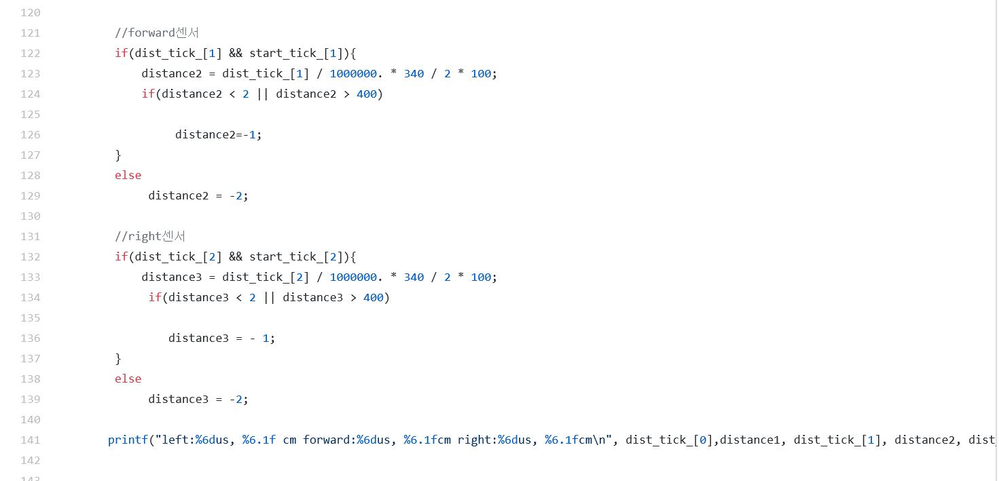 120
121 //forward센서
122 if(dist_tick_[1] && start_tick_[1]){
123 distance2 = dist_tick_[1] / 1000000. * 340 / 2 * 100;
124 if(distance2 < 2 || distance2 > 400)
125
126 distance2=-1;
127 }
128 else
129 distance2 = -2;
130
131 //right센서
132 if(dist_tick_[2] && start_tick_[2]){
133 distance3 = dist_tick_[2] / 1000000. * 340 / 2 * 100;
134 if(distance3 < 2 || distance3 > 400)
135
136 distance3 = - 1;
137 }
138 else
139 distance3 = -2;
140
141 printf("left:%6dus, %6.1f cm forward:%6dus, %6.1fcm right:%6dus, %6.1fcm\n", dist_tick_[0],distance1, dist_tick_[1], distance2, dist_
142
143